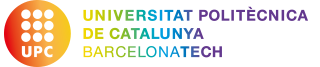 UPC
UNIVERSITAT POLITÈCNICA
DE CATALUNYA
BARCELONATECH